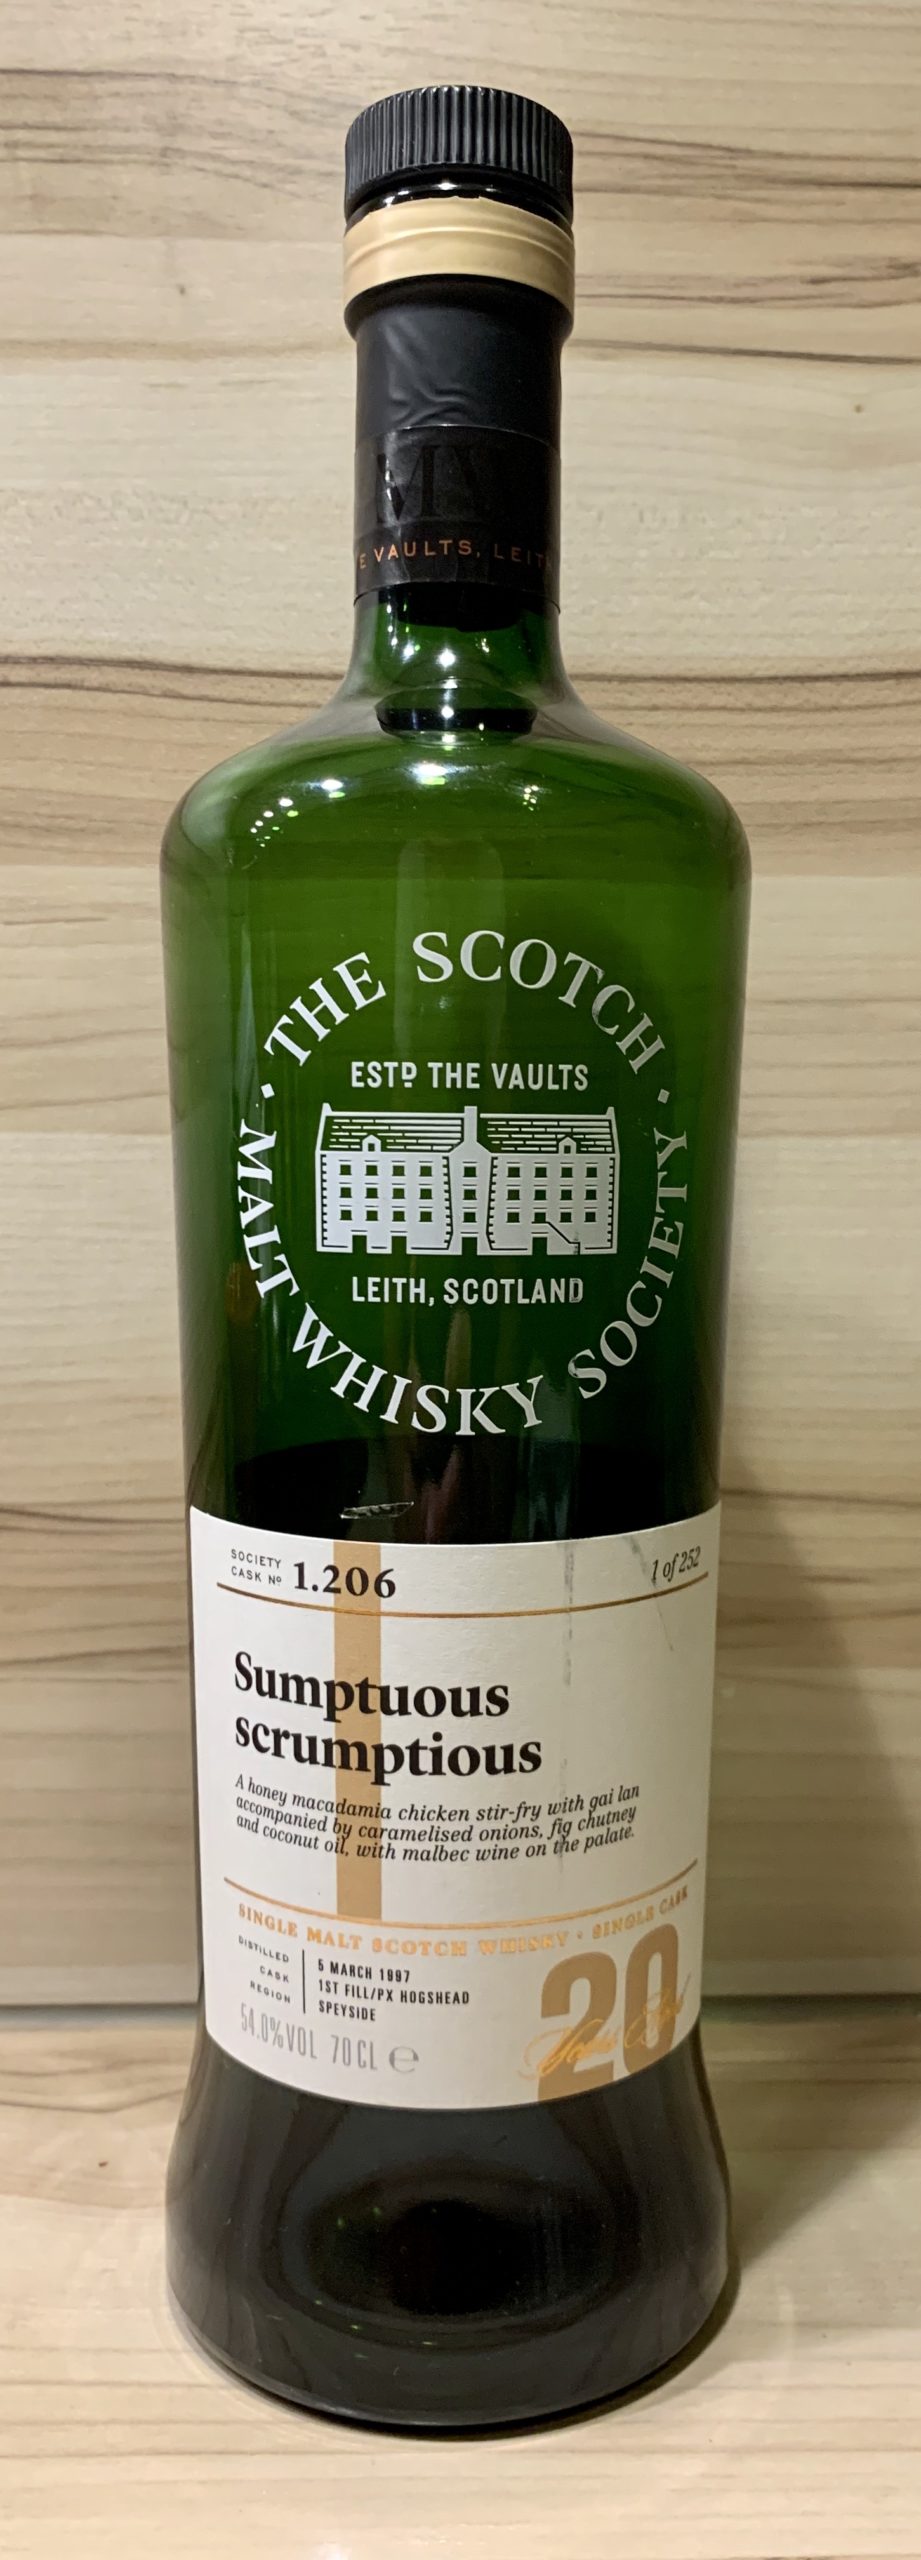 MW
E VAULTS, LEITH
THE SCOTCH
ESTD THE VAULTS
LEITH, SCOTLAND
MALT WHISKY SOCIETY
SOCIETY
CASK Nº 1.206
1 of 252
Sumptuous
scrumptious
A honey macadamia chicken stir-fry with gai lan
accompanied by caramelised onions, fig chutney
and coconut oil, with malbec wine on the palate.
SINGLE MALT SCOTCH WHISKY • SINGLE CASK
DISTILLED 5 MARCH 1997
CASK 1ST FILL/PX HOGSHEAD
REGION SPEYSIDE
54.0%VOL 70CL e
20
Years Old